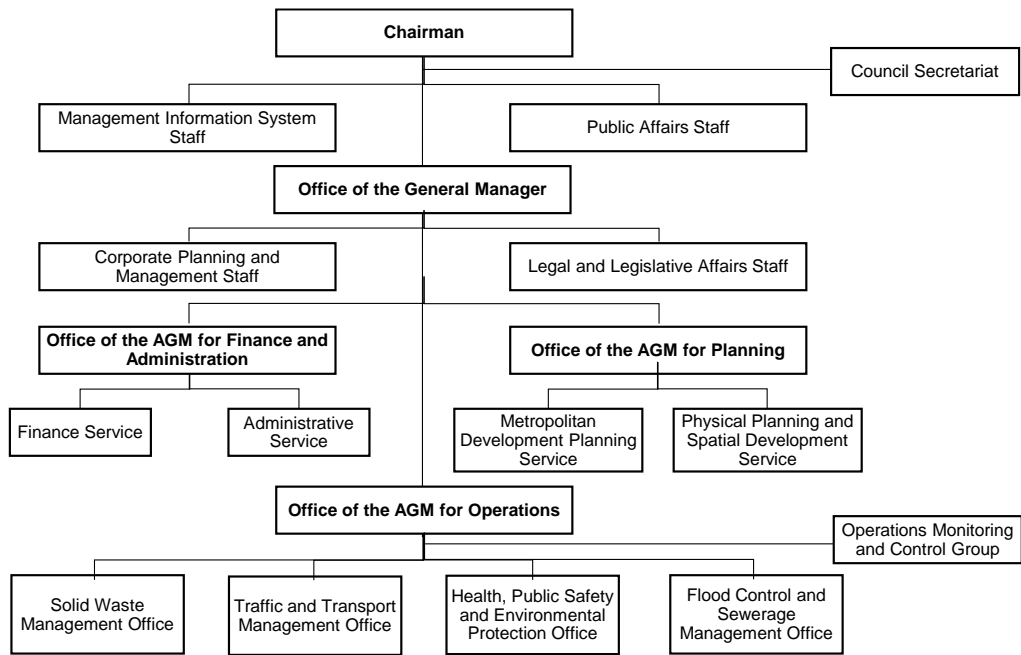 Chairman
Council Secretariat
Management Information System
Staff
Public Affairs Staff
Office of the General Manager
Corporate Planning and
Management Staff
Legal and Legislative Affairs Staff
Office of the AGM for Finance and
Administration
Office of the AGM for Planning
Finance Service
Administrative
Service
Metropolitan
Development Planning
Service
Physical Planning and
Spatial Development
Service
Office of the AGM for Operations
Operations Monitoring
and Control Group
Solid Waste
Management Office
Traffic and Transport
Management Office
Health, Public Safety
and Environmental
Protection Office
Flood Control and
Sewerage
Management Office